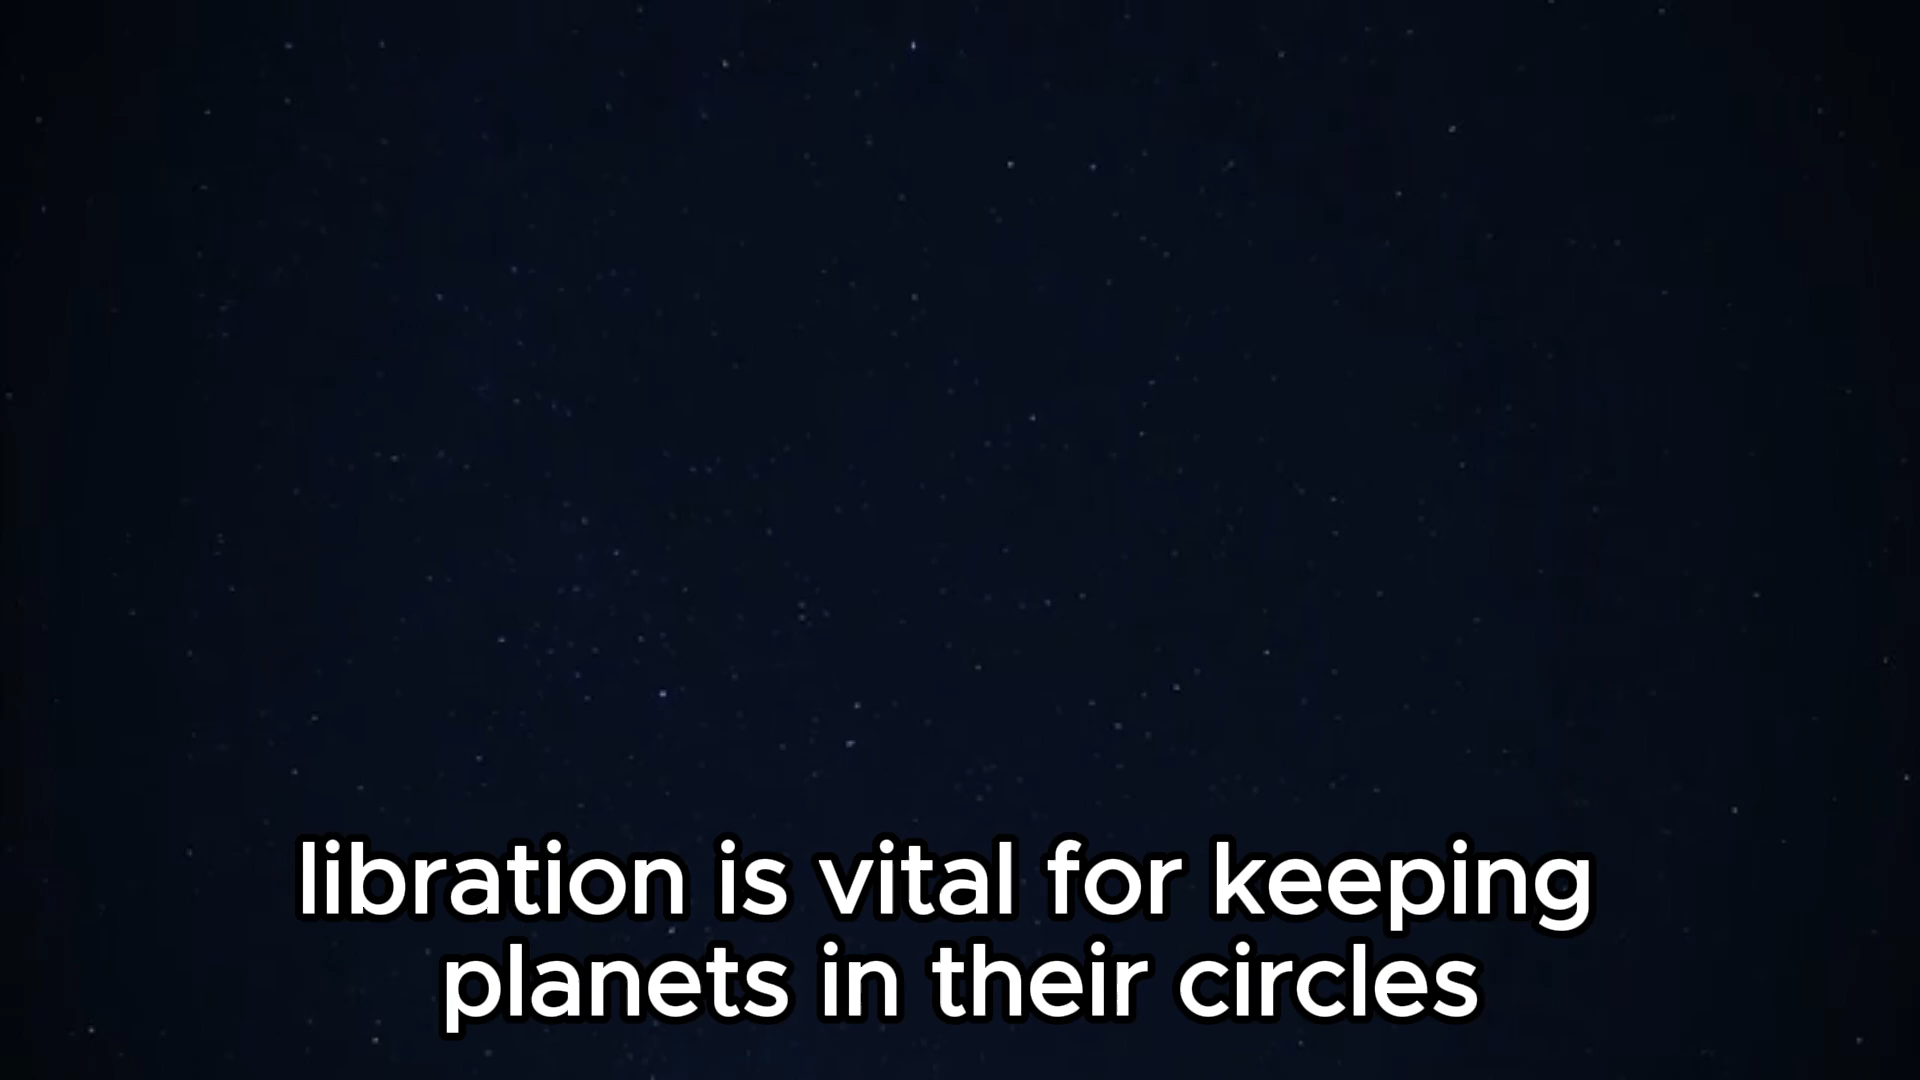 libration is vital for keeping
planets in their circles